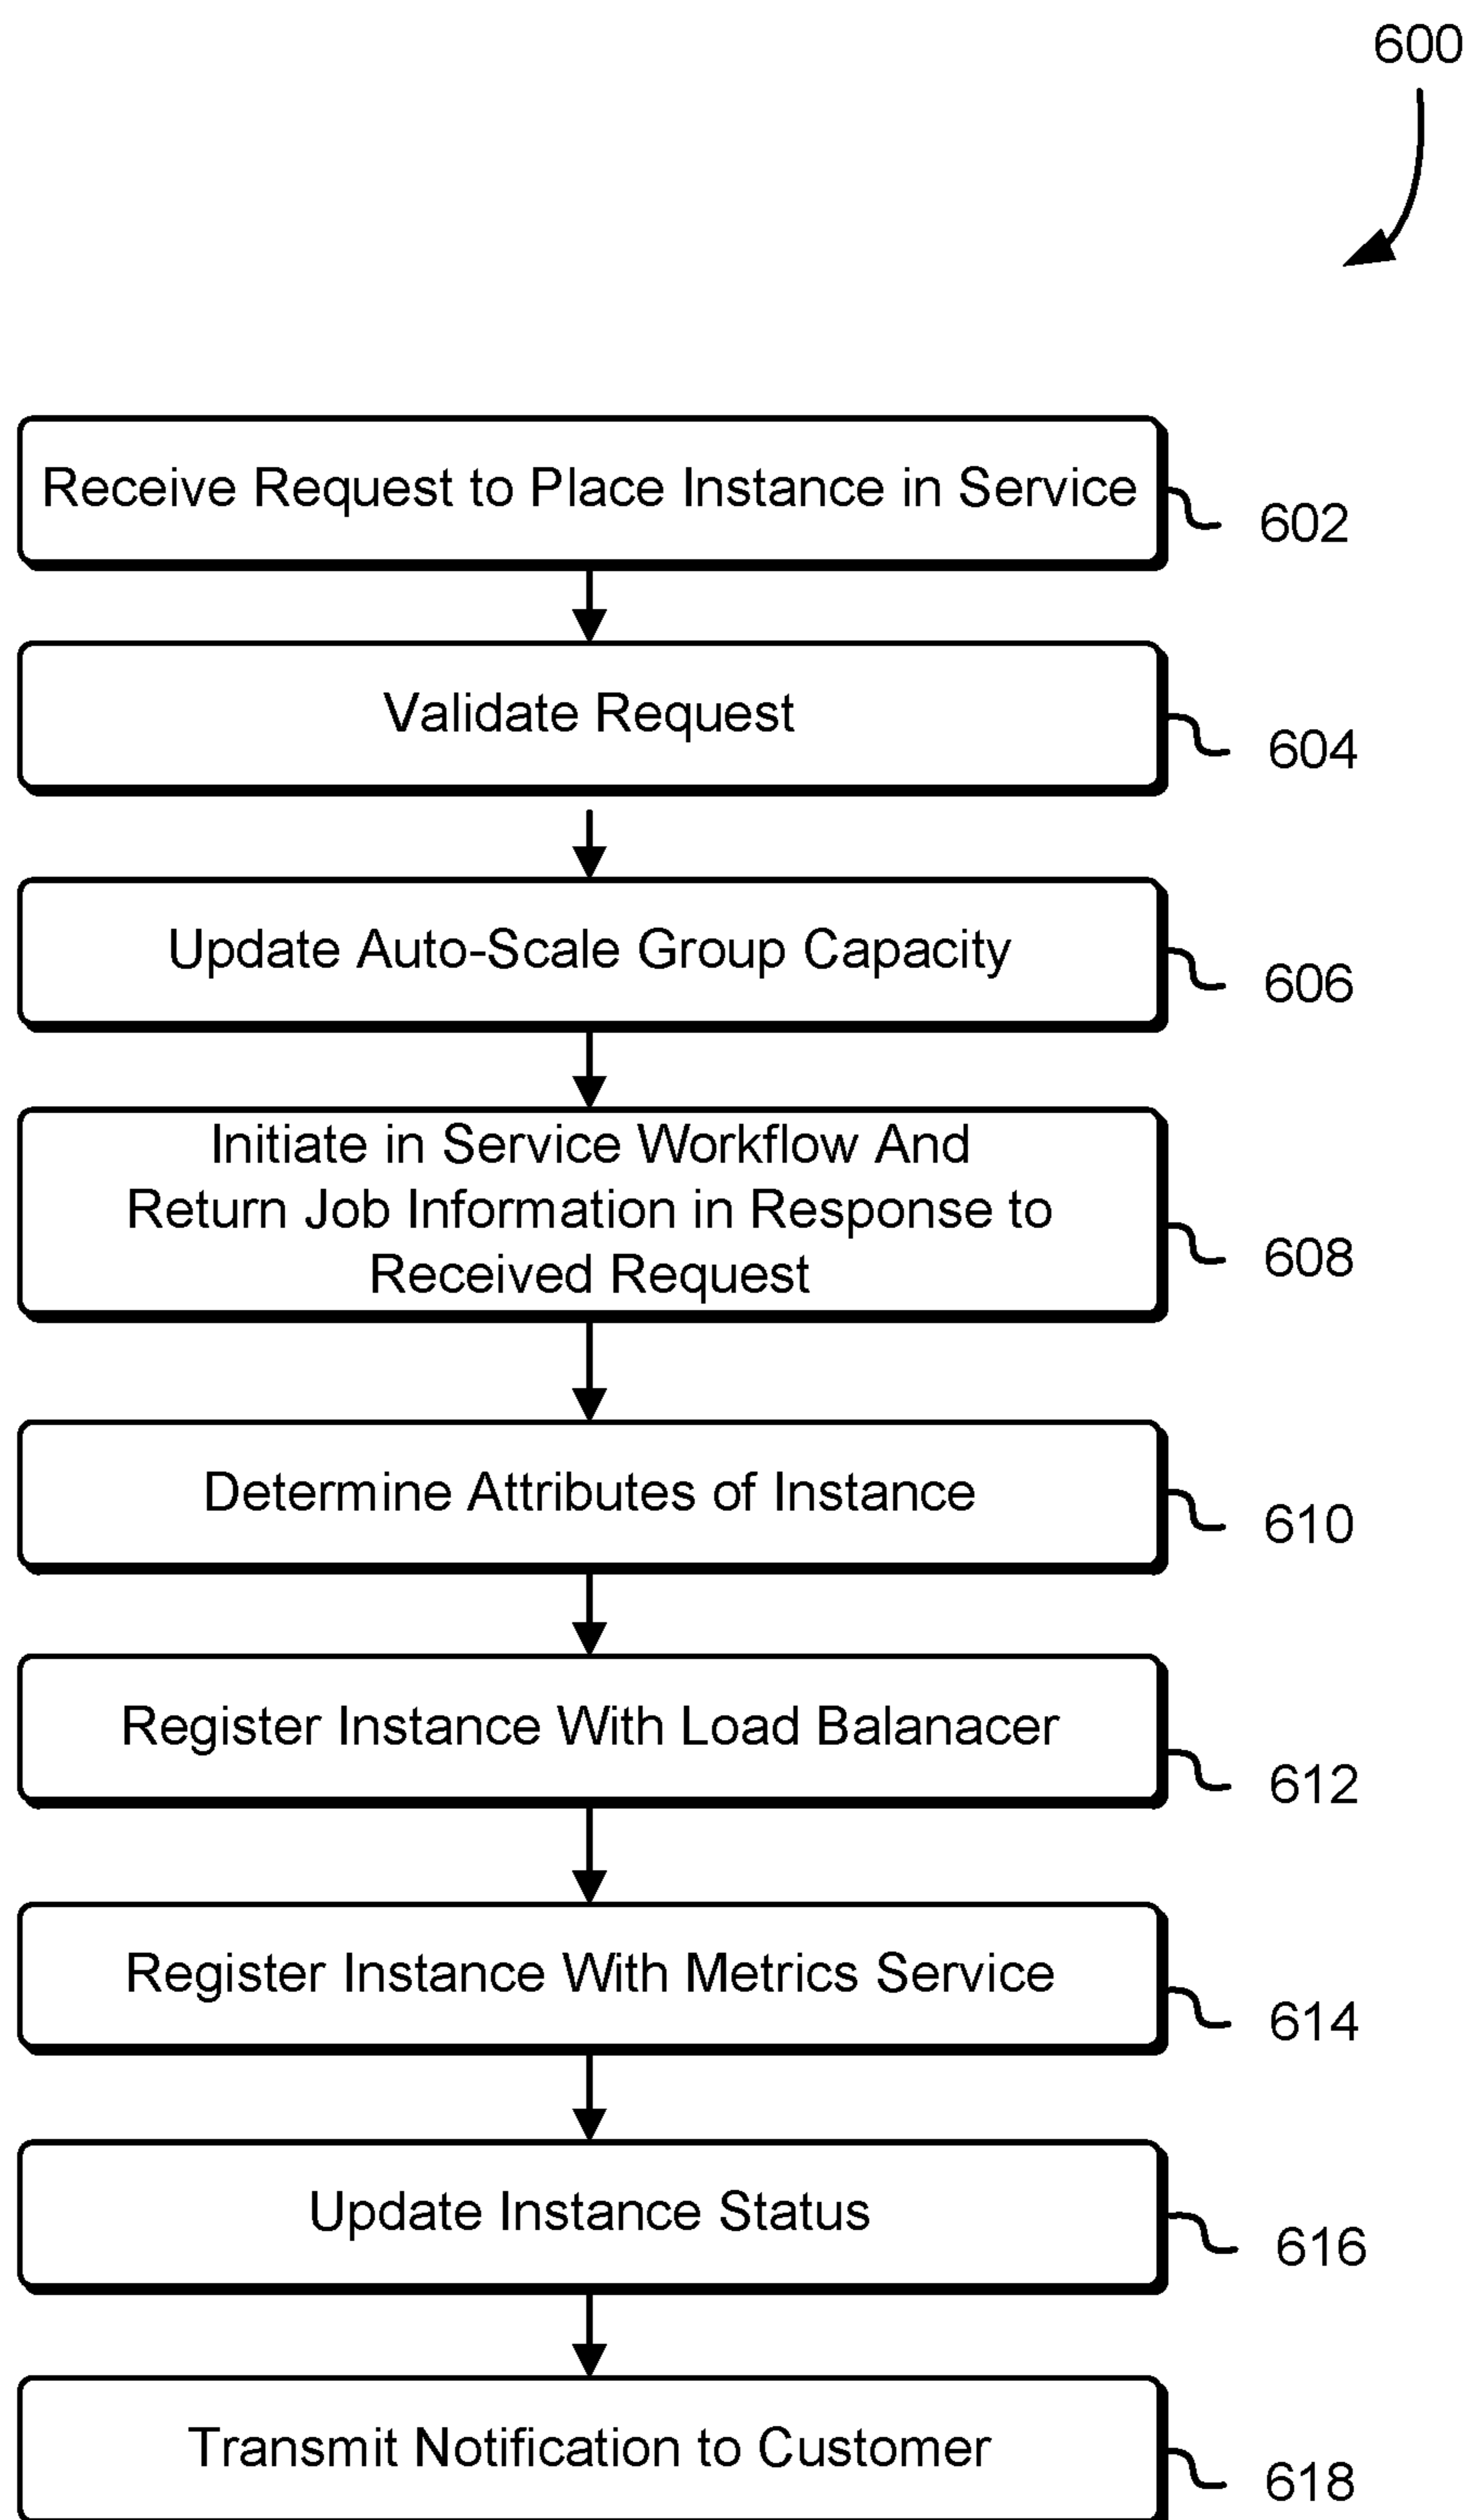 600
Receive Request to Place Instance in Service
602
Validate Request
604
Update Auto-Scale Group Capacity
606
Initiate in Service Workflow And
Return Job Information in Response to
Received Request
608
Determine Attributes of Instance
610
Register Instance With Load Balanacer
612
Register Instance With Metrics Service
614
Update Instance Status
616
Transmit Notification to Customer
618